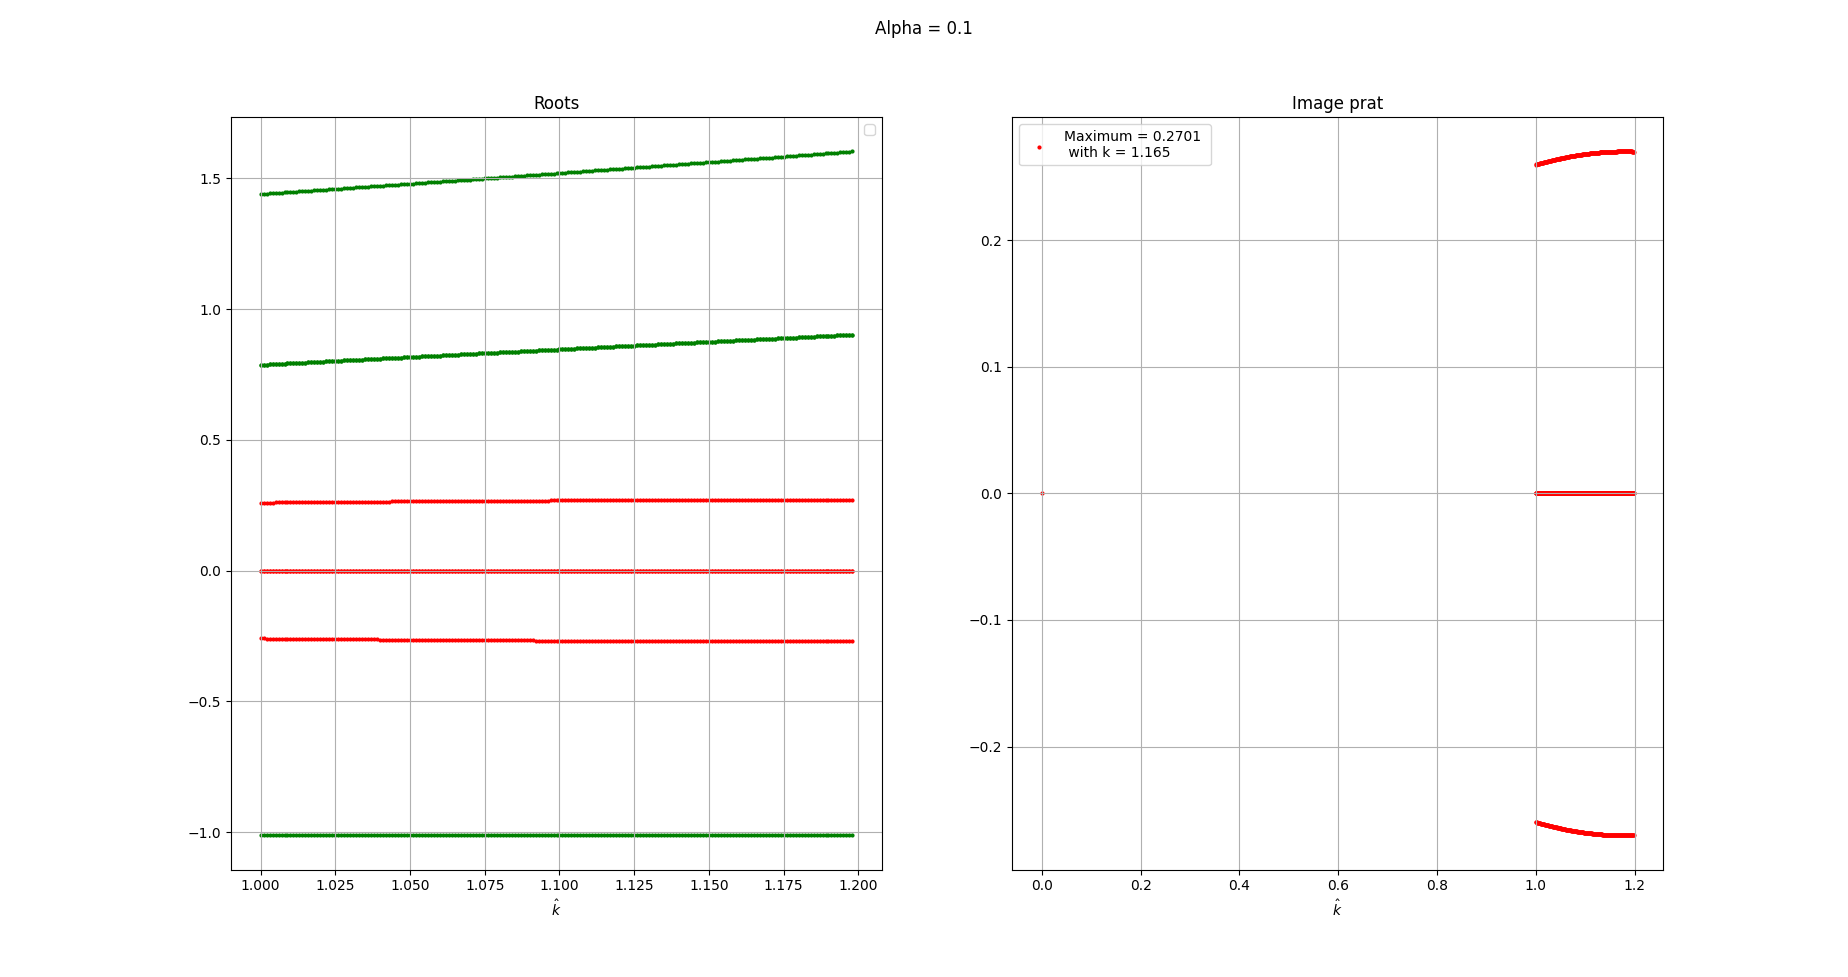 Alpha = 0.1
Roots
1.5
1.0
0.5
0.0
−0.5
−1.0
1.000 1.025 1.050 1.075 1.100 1.125 1.150 1.175 1.200
k̂
Image prat
Maximum = 0.2701
with k = 1.165
0.2
0.1
0.0
−0.1
−0.2
0.0 0.2 0.4 0.6 0.8 1.0 1.2
k̂